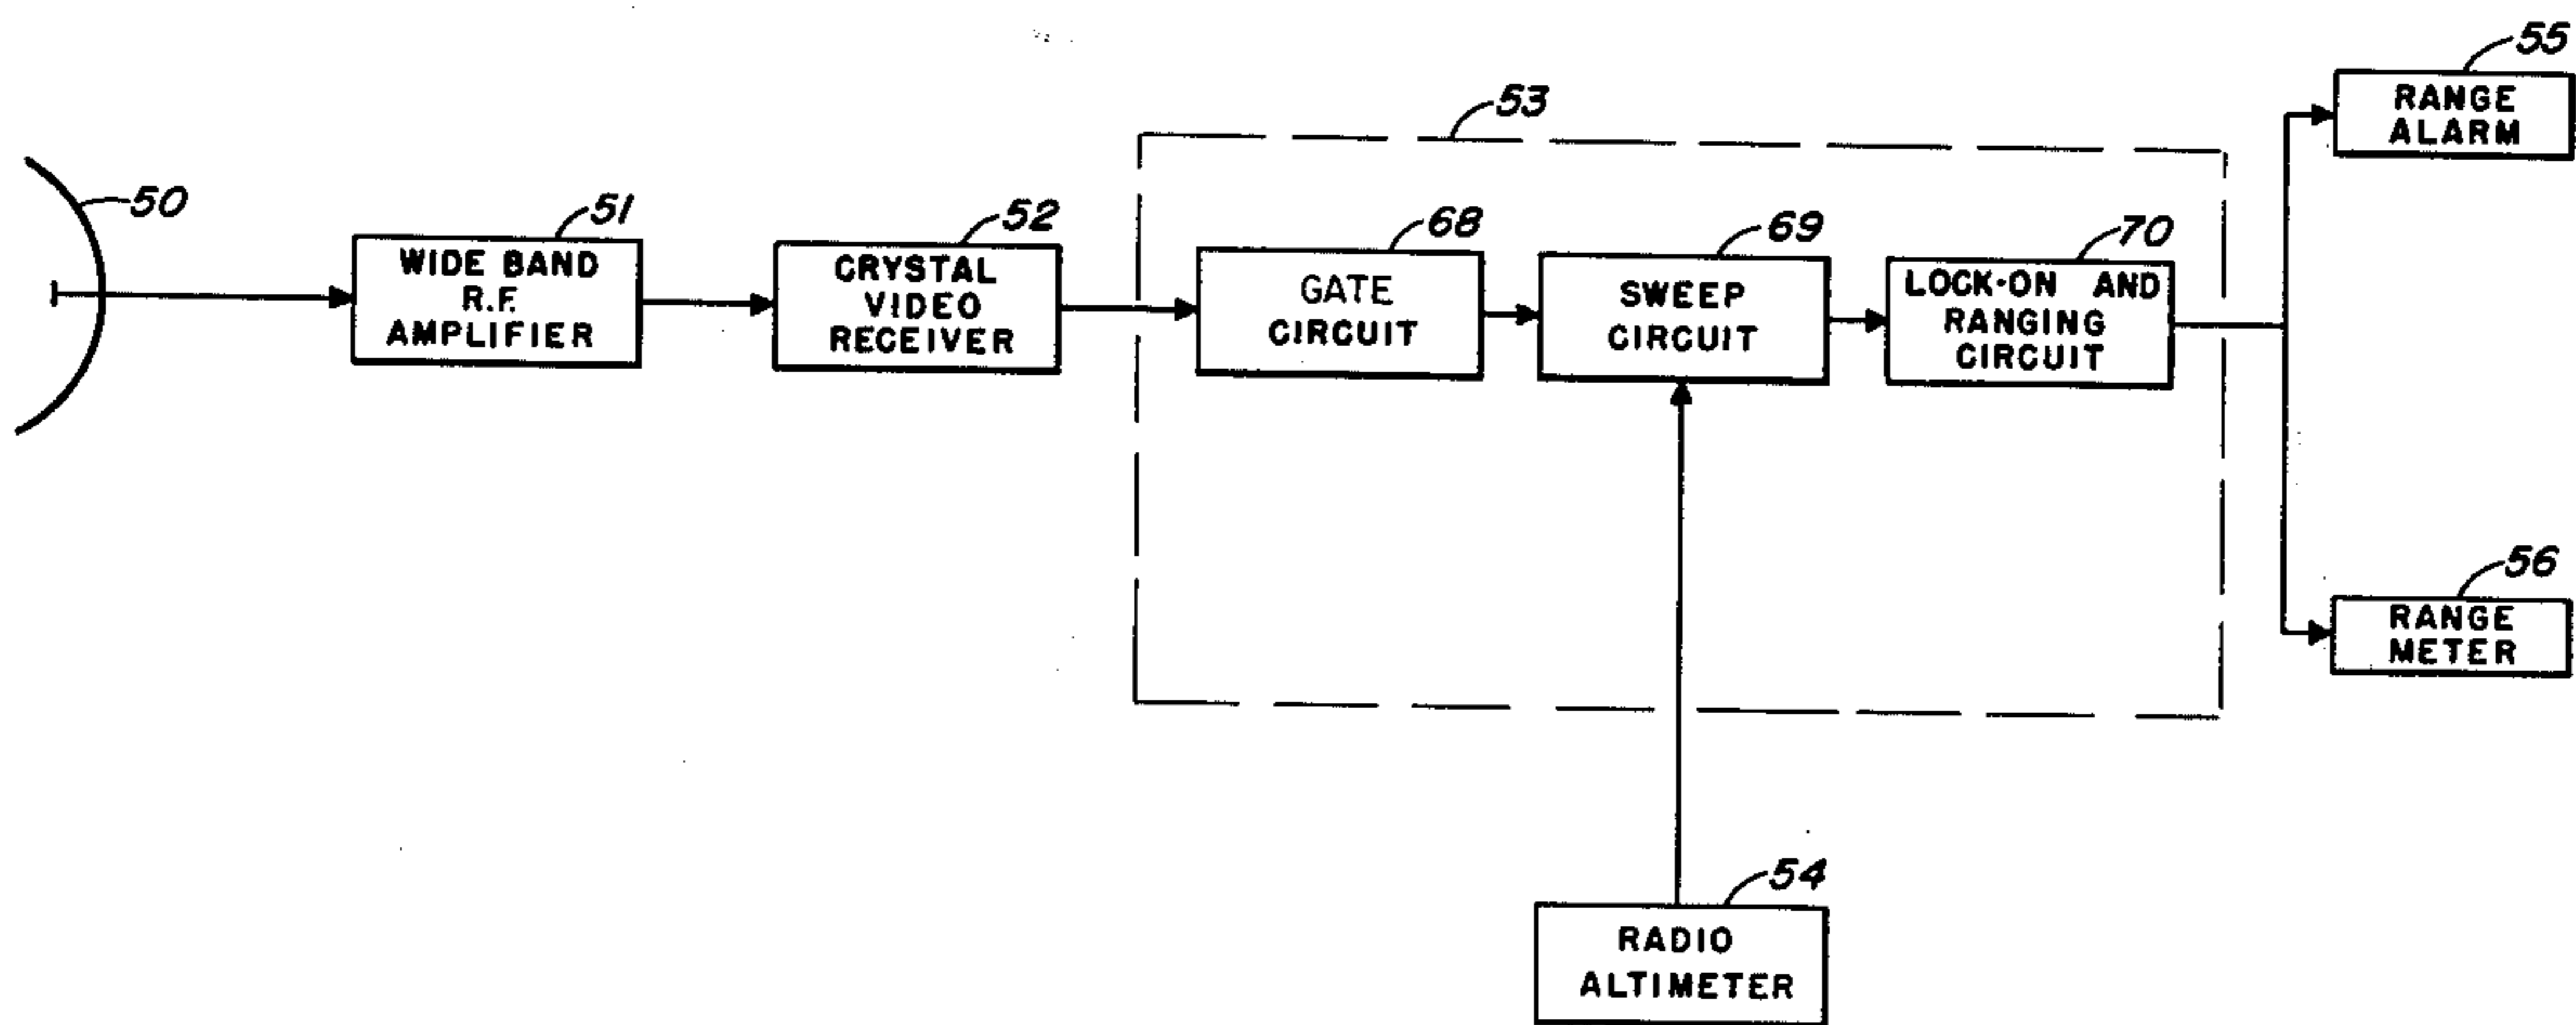 50
51
WIDE BAND
R.F.
AMPLIFIER
52
CRYSTAL
VIDEO
RECEIVER
53
68
GATE
CIRCUIT
69
SWEEP
CIRCUIT
70
LOCK-ON AND
RANGING
CIRCUIT
55
RANGE
ALARM
56
RANGE
METER
54
RADIO
ALTIMETER